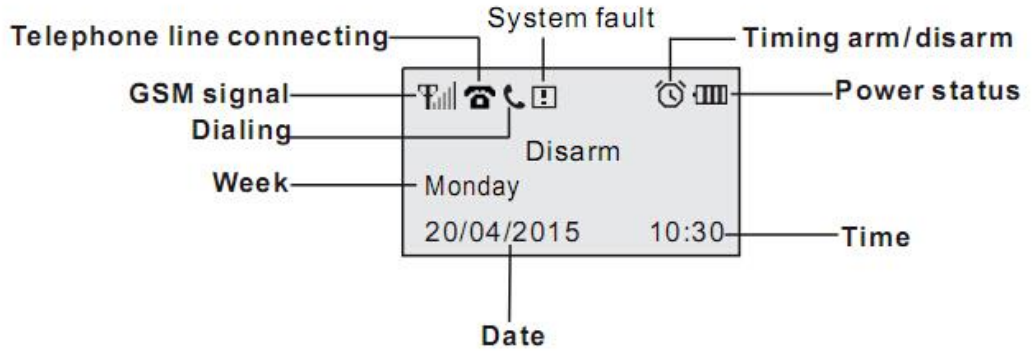 System fault
Telephone line connecting
Timing arm/disarm
GSM signal
Power status
Dialing
Disarm
Week
Monday
20/04/2015 10:30
Time
Date